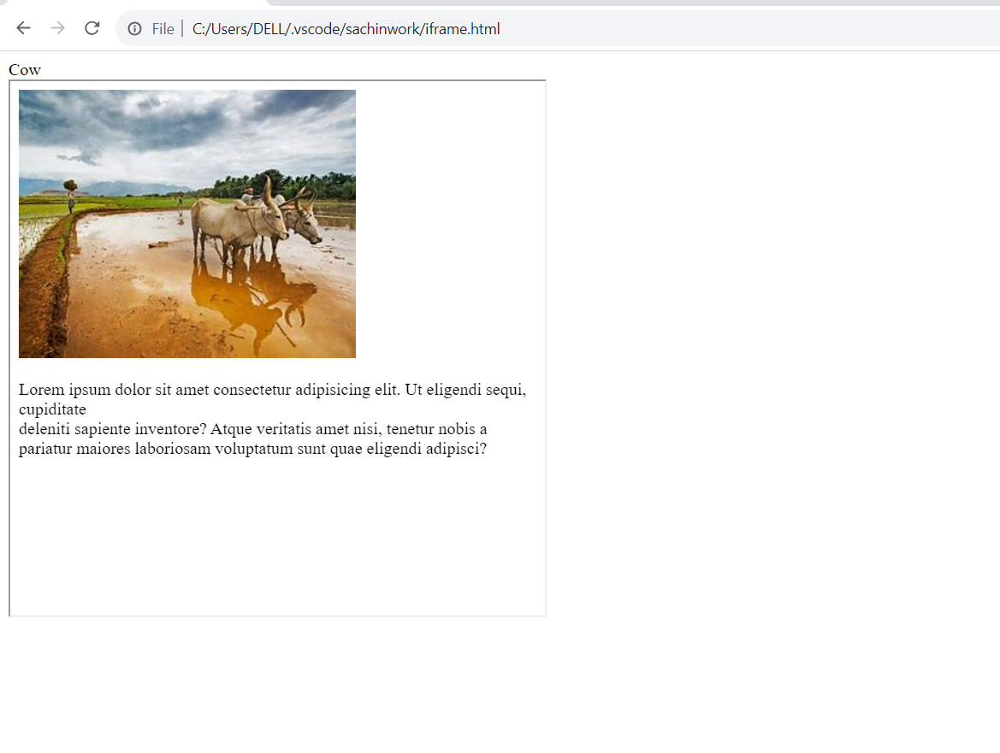 File | C:/Users/DELL/.vscode/sachinwork/iframe.html
Cow
Lorem ipsum dolor sit amet consectetur adipisicing elit. Ut eligendi sequi,
cupiditate
deleniti sapiente inventore? Atque veritatis amet nisi, tenetur nobis a
pariatur maiores laboriosam voluptatum sunt quae eligendi adipisci?